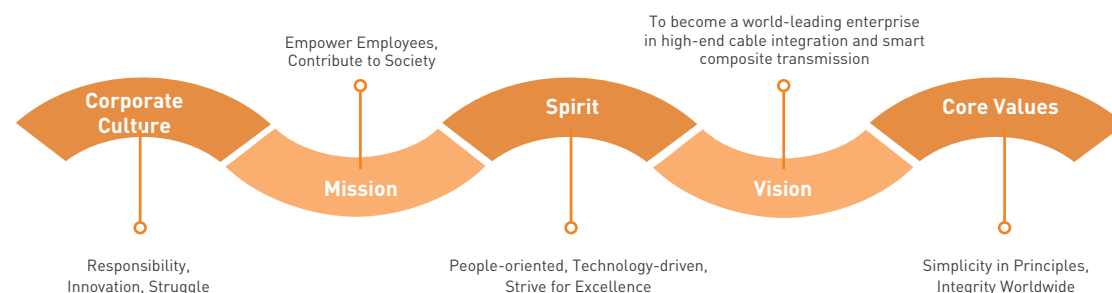 Corporate
Culture
Responsibility,
Innovation, Struggle
Empower Employees,
Contribute to Society
Mission
Spirit
People-oriented, Technology-driven,
Strive for Excellence
To become a world-leading enterprise
in high-end cable integration and smart
composite transmission
Vision
Core Values
Simplicity in Principles,
Integrity Worldwide